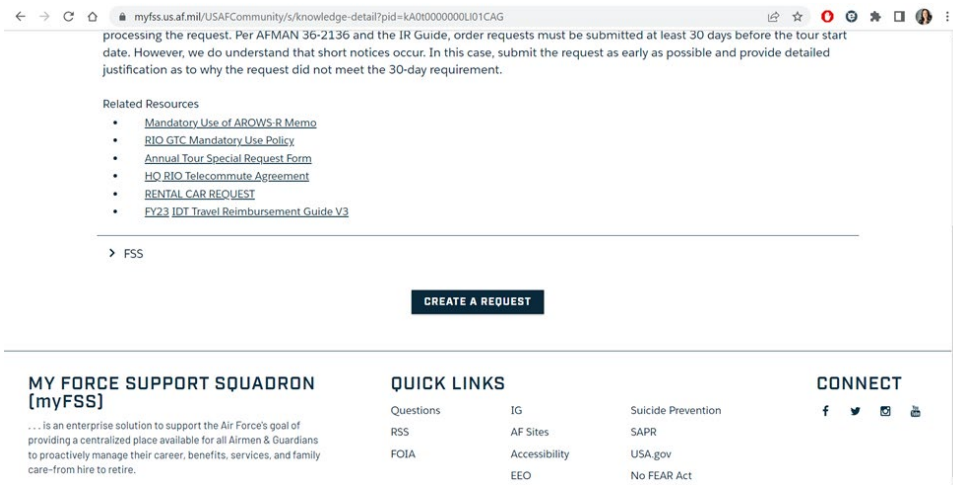 myfss.us.af.mil/USAFCommunity/s/knowledge-detail?pid=kA0t0000000LI01CAG
processing the request. Per AFMAN 36-2136 and the IR Guide, order requests must be submitted at least 30 days before the tour start
date. However, we do understand that short notices occur. In this case, submit the request as early as possible and provide detailed
justification as to why the request did not meet the 30-day requirement.
Related Resources
• Mandatory Use of AROWS-R Memo
• RIO GTC Mandatory Use Policy
• Annual Tour Special Request Form
• HQ RIO Telecommute Agreement
• RENTAL CAR REQUEST
• FY23 IDT Travel Reimbursement Guide V3
FSS
CREATE A REQUEST
MY FORCE SUPPORT SQUADRON
(myFSS)
. . . is an enterprise solution to support the Air Force's goal of
providing a centralized place available for all Airmen & Guardians
to proactively manage their career, benefits, services, and family
care-from hire to retire.
QUICK LINKS
Questions IG Suicide Prevention
RSS AF Sites SAPR
FOIA Accessibility USA.gov
EEO No FEAR Act
CONNECT